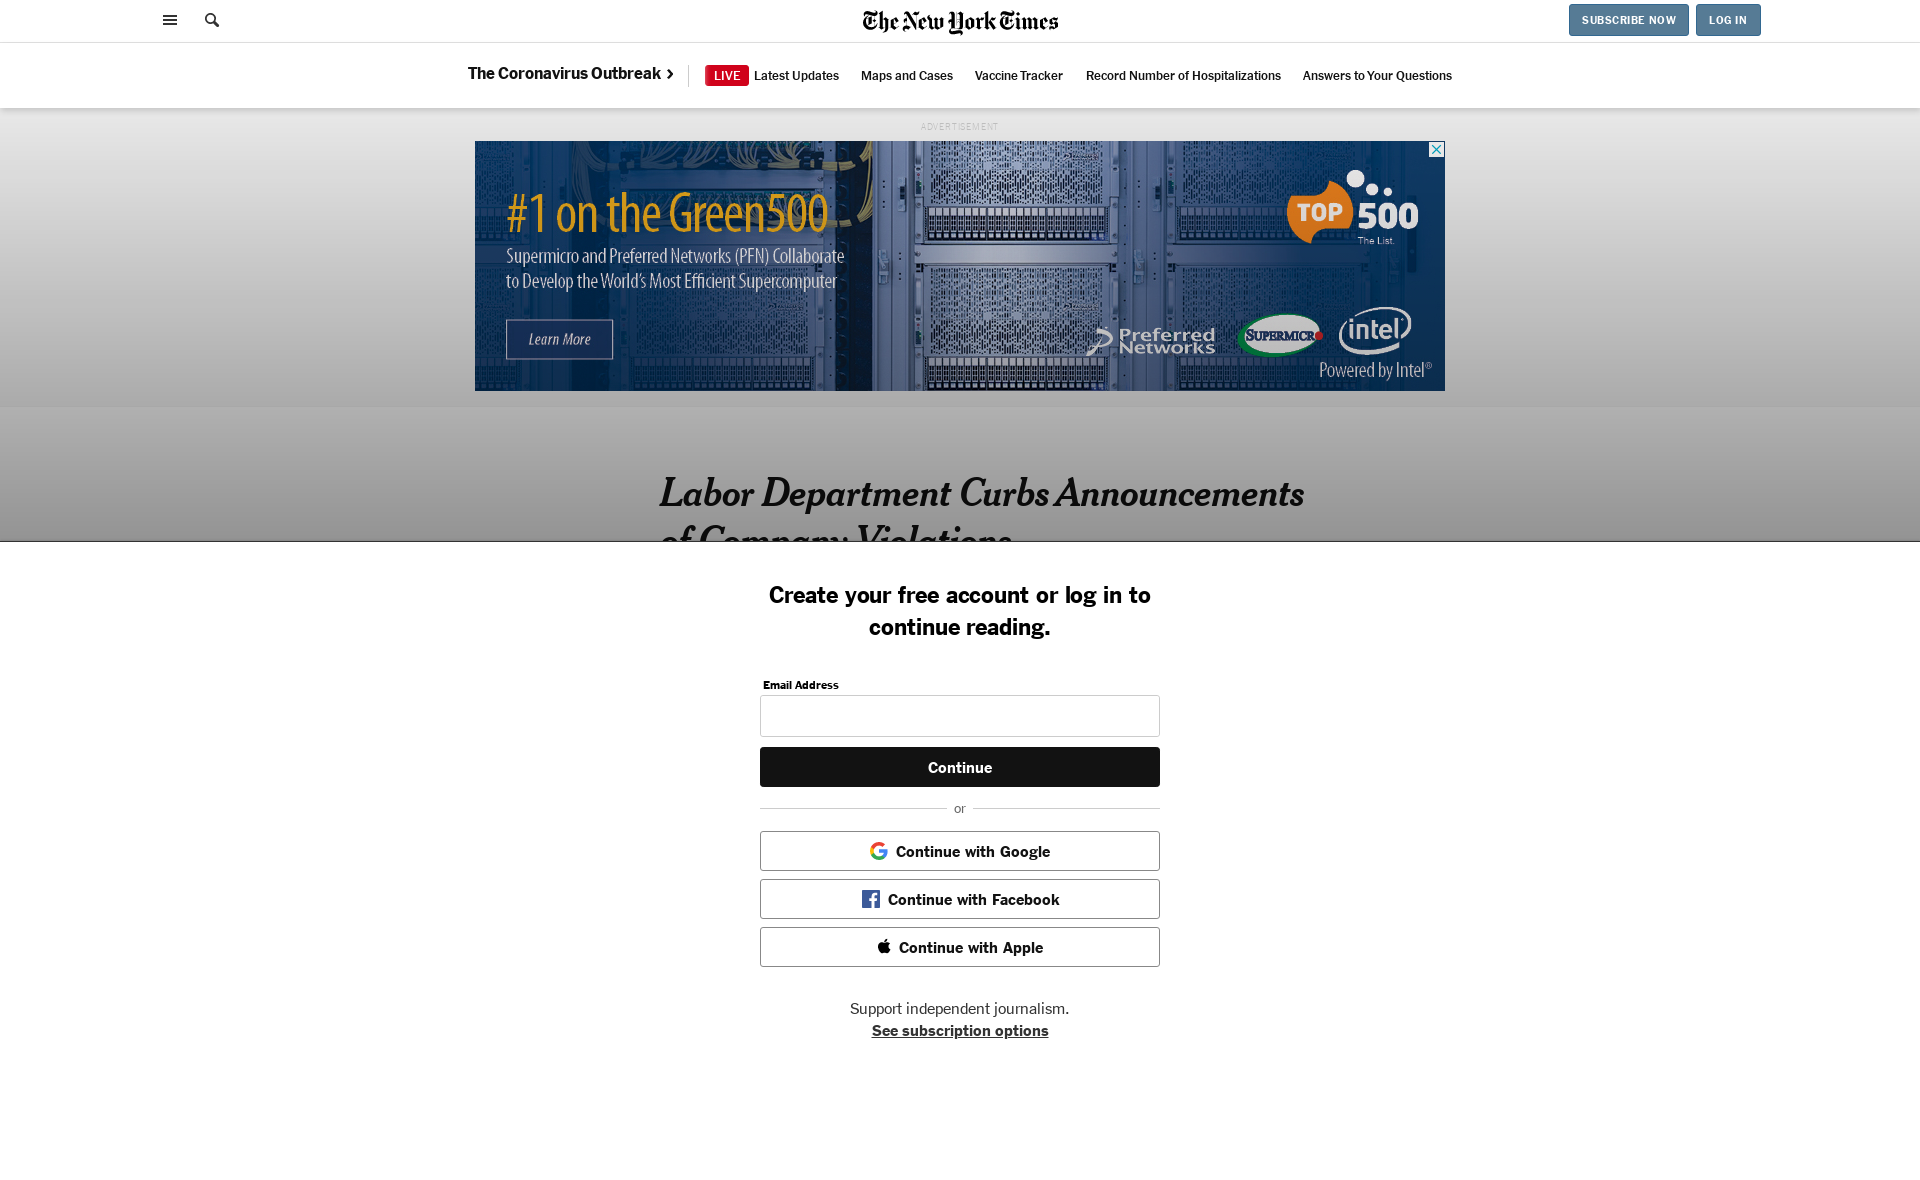 The New York Times
SUBSCRIBE NOW
LOG IN
The Coronavirus Outbreak
LIVE Latest Updates
Maps and Cases
Vaccine Tracker
Record Number of Hospitalizations
Answers to Your Questions
ADVERTISEMENT
#1 on the Green500
Supermicro and Preferred Networks (PFN) Collaborate
to Develop the World's Most Efficient Supercomputer
Learn More
TOP 500
The List.
Preferred
Networks
SUPERMICRO
intel
Powered by Intel®
Labor Department Curbs Announcements
of Company Violations
Create your free account or log in to
continue reading.
Email Address
Continue
or
Continue with Google
Continue with Facebook
Continue with Apple
Support independent journalism.
See subscription options